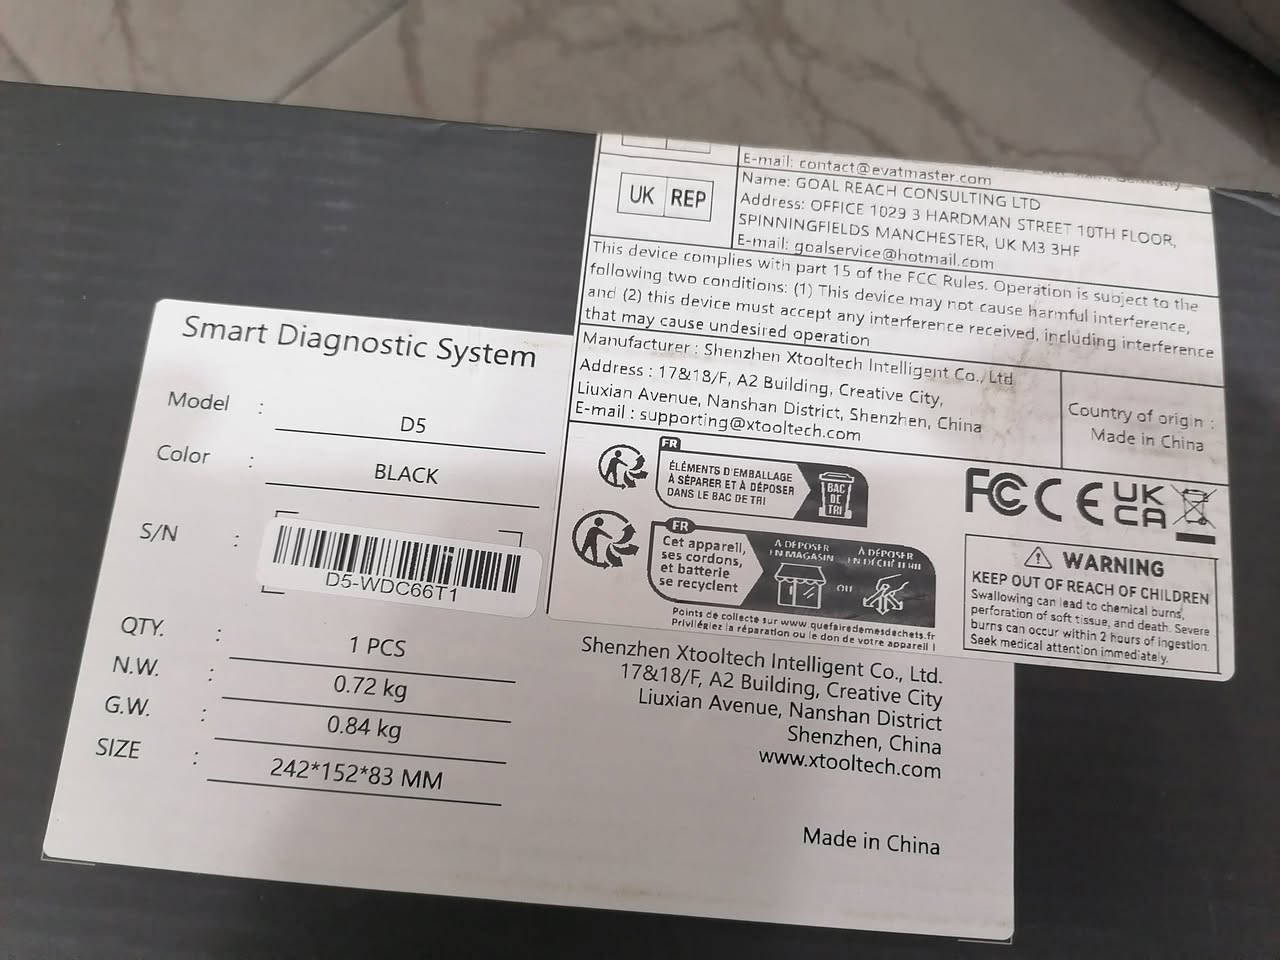 E-mail: contact@evatmaster.com
UK REP
Name: GOAL REACH CONSULTING LTD
Address: OFFICE 1029 3 HARDMAN STREET 10TH FLOOR,
SPINNINGFIELDS MANCHESTER, UK M3 3HF
E-mail: goalservice@hotmail.com
This device complies with part 15 of the FCC Rules. Operation is subject to the
following two conditions: (1) This device may not cause harmful interference,
and (2) this device must accept any interference received, including interference
that may cause undesired operation
Manufacturer : Shenzhen Xtooltech Intelligent Co., Ltd
Address : 17&18/F, A2 Building, Creative City,
Liuxian Avenue, Nanshan District, Shenzhen, China
E-mail : supporting@xtooltech.com
Country of origin :
Made in China
FR
ÉLÉMENTS D'EMBALLAGE
À SÉPARER ET À DÉPOSER
DANS LE BAC DE TRI
BAC
DE
TRI
FR
Cet appareil,
ses cordons,
et batterie
se recyclent
À DÉPOSER
EN MAGASIN
OU
À DÉPOSER
EN DÉCHÈTERIE
Points de collecte sur www.quefairedemesdechets.fr
Privilégiez la réparation ou le don de votre appareil !
FCC CE UK
CA
WARNING
KEEP OUT OF REACH OF CHILDREN
Swallowing can lead to chemical burns,
perforation of soft tissue, and death. Severe
burns can occur within 2 hours of ingestion.
Seek medical attention immediately.
Smart Diagnostic System
Model : D5
Color : BLACK
S/N :
D5-WDC66T1
QTY. : 1 PCS
N.W. : 0.72 kg
G.W. : 0.84 kg
SIZE : 242*152*83 MM
Shenzhen Xtooltech Intelligent Co., Ltd.
17&18/F, A2 Building, Creative City
Liuxian Avenue, Nanshan District
Shenzhen, China
www.xtooltech.com
Made in China